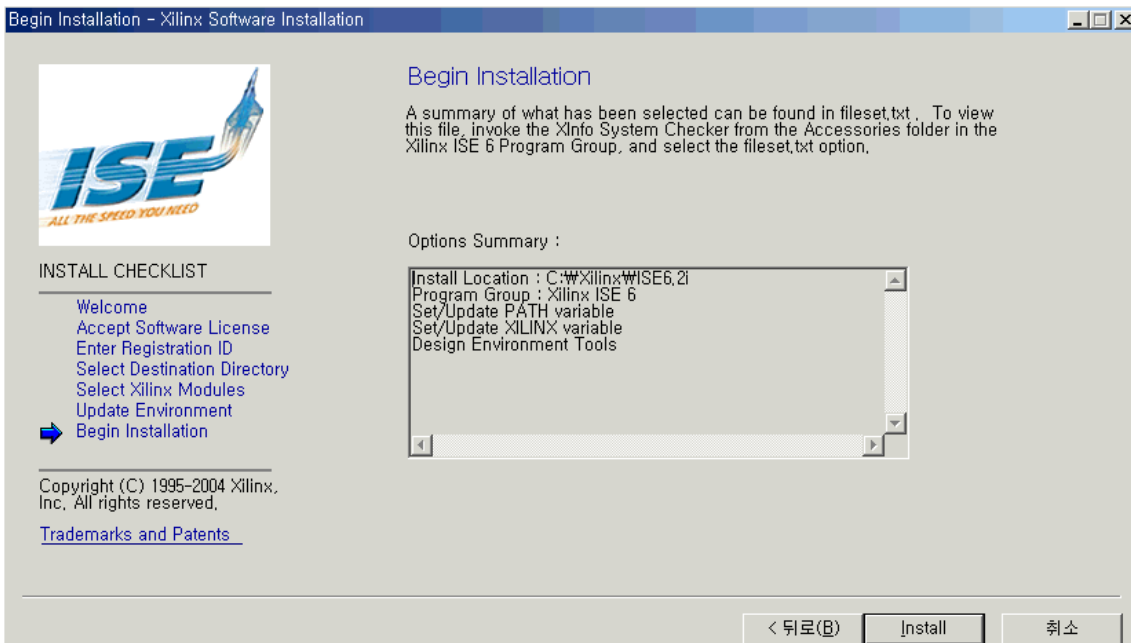 Begin Installation - Xilinx Software Installation
ISE
ALL THE SPEED YOU NEED
INSTALL CHECKLIST
Welcome
Accept Software License
Enter Registration ID
Select Destination Directory
Select Xilinx Modules
Update Environment
Begin Installation
Copyright (C) 1995-2004 Xilinx,
Inc. All rights reserved.
Trademarks and Patents
Begin Installation
A summary of what has been selected can be found in fileset.txt . To view
this file, invoke the XInfo System Checker from the Accessories folder in the
Xilinx ISE 6 Program Group, and select the fileset.txt option.
Options Summary :
Install Location : C:₩Xilinx₩ISE6.2i
Program Group : Xilinx ISE 6
Set/Update PATH variable
Set/Update XILINX variable
Design Environment Tools
< 뒤로(B)
Install
취소